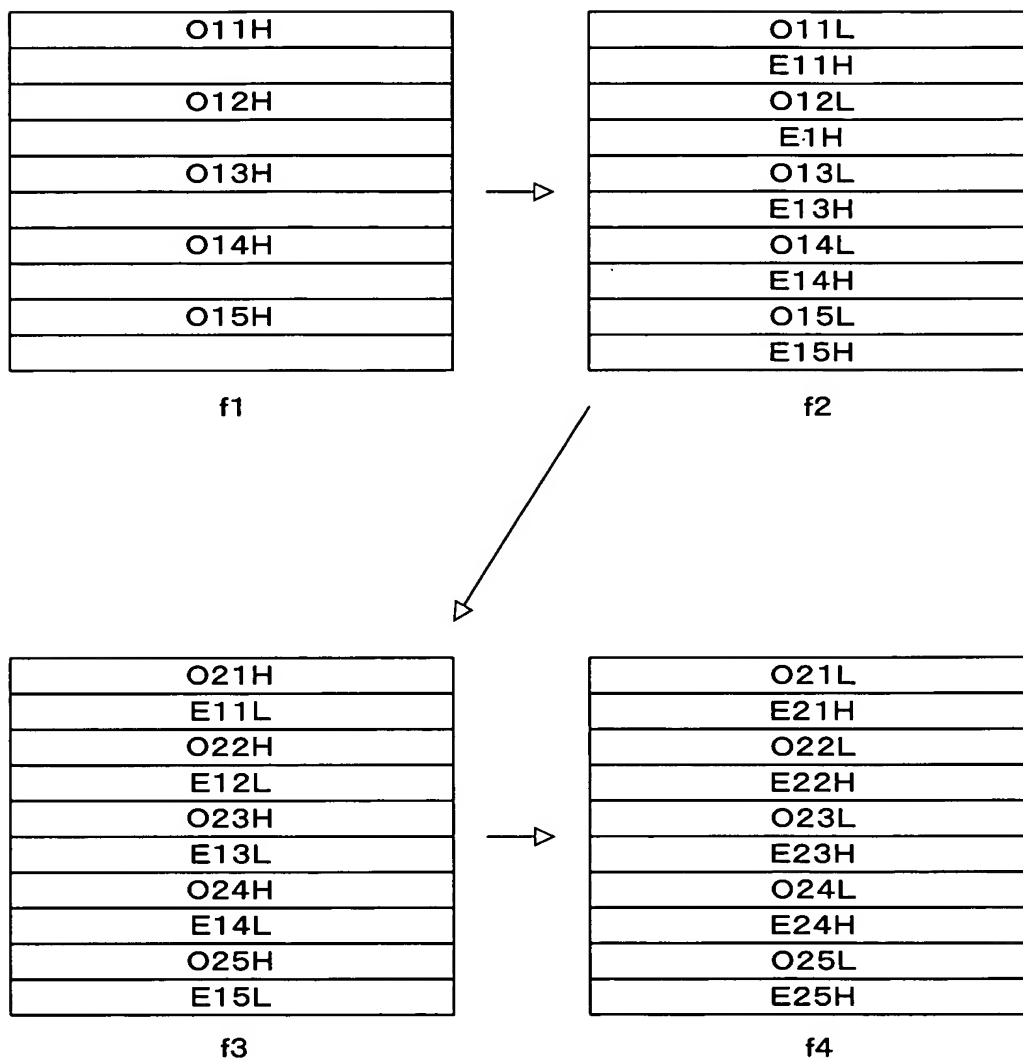 O11H
O12H
O13H
O14H
O15H
f1
O11L
E11H
O12L
E1H
O13L
E13H
O14L
E14H
O15L
E15H
f2
O21H
E11L
O22H
E12L
O23H
E13L
O24H
E14L
O25H
E15L
f3
O21L
E21H
O22L
E22H
O23L
E23H
O24L
E24H
O25L
E25H
f4